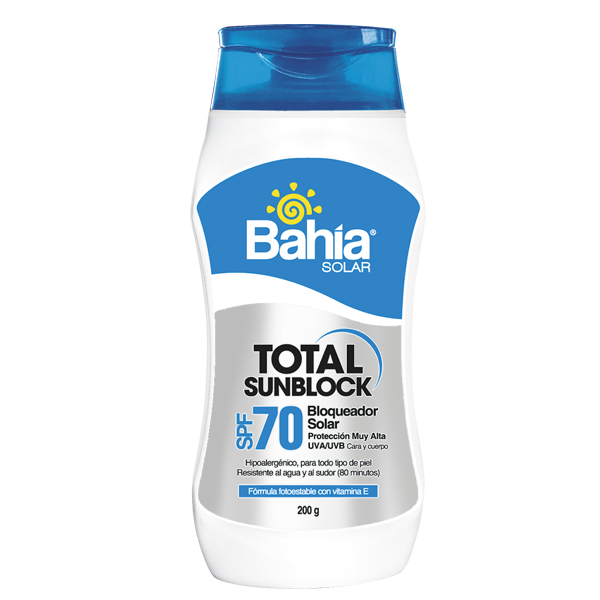 Bahía®
SOLAR
TOTAL
SUNBLOCK
SPF 70
Bloqueador
Solar
Protección Muy Alta
UVA/UVB Cara y cuerpo
Hipoalergénico, para todo tipo de piel
Resistente al agua y al sudor (80 minutos)
Fórmula fotoestable con vitamina E
200 g